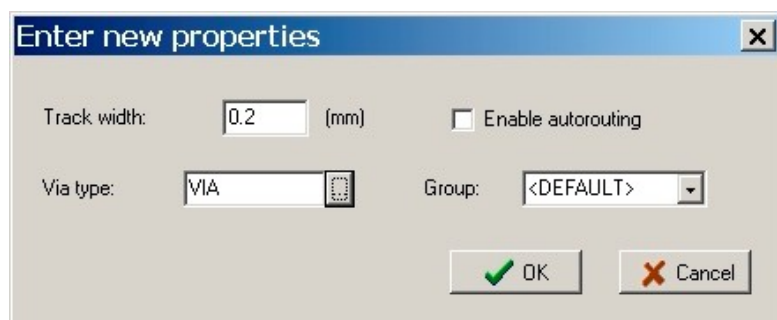 Enter new properties
Track width: 0.2 (mm) Enable autorouting
Via type: VIA ... Group: <DEFAULT>
OK Cancel